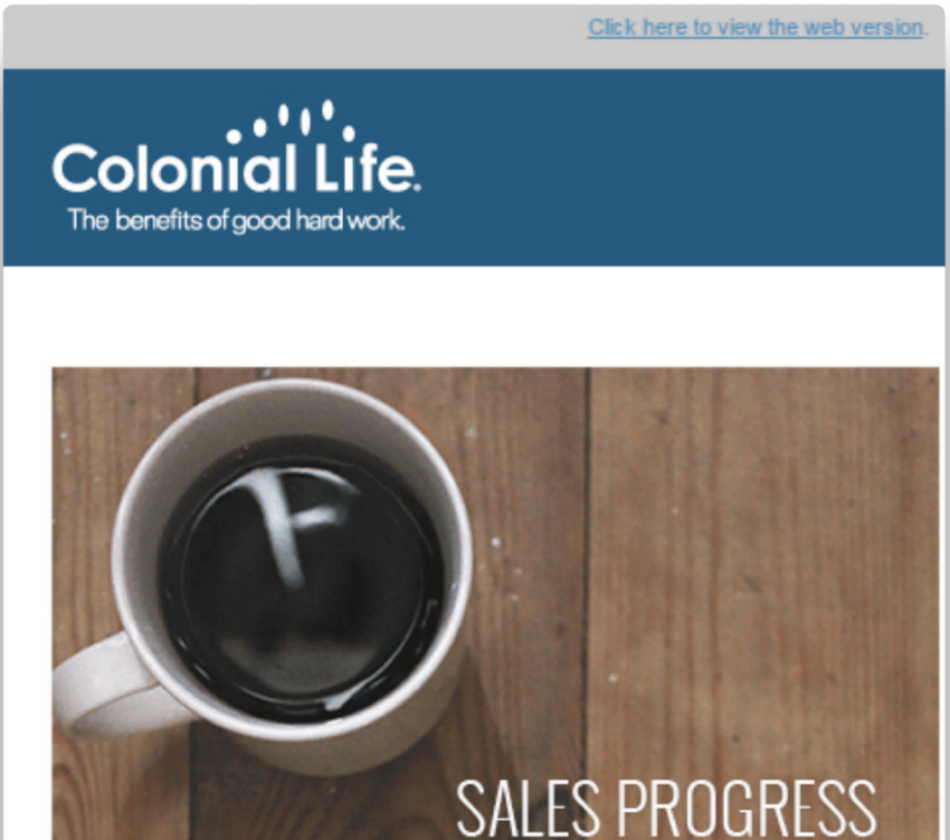 Click here to view the web version.
Colonial Life.
The benefits of good hard work.
SALES PROGRESS